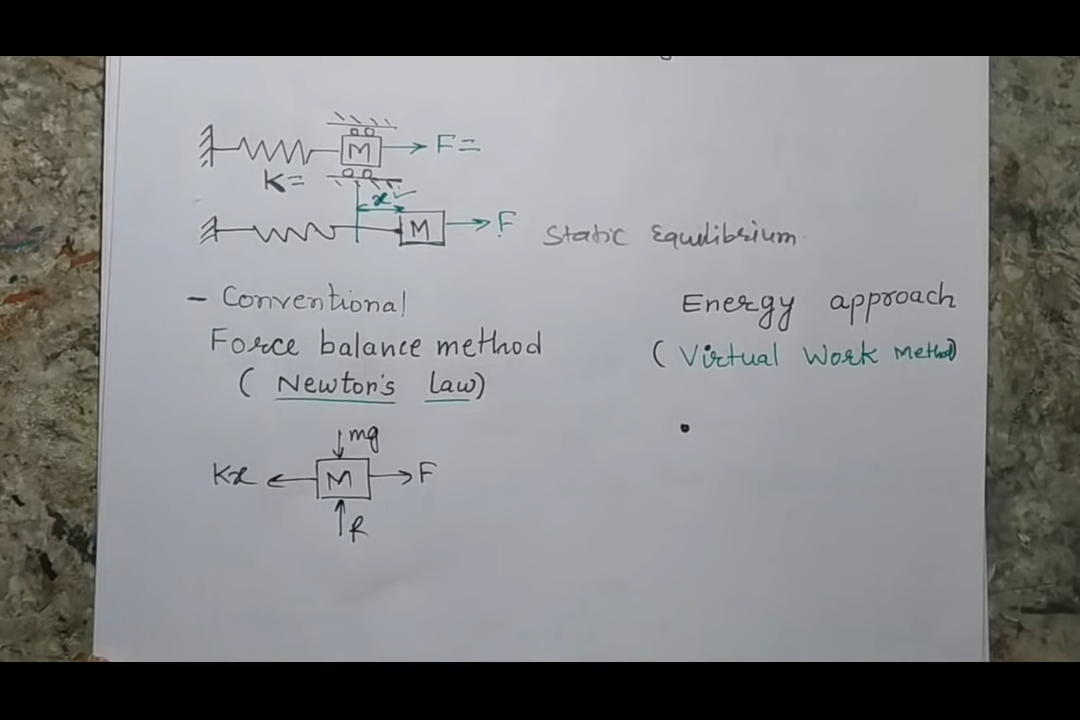 M F=
K=
x
M F Static Equilibrium
- Conventional
Force balance method
( Newton's Law)
Energy approach
( Virtual Work Method)
mg
Kx M F
R